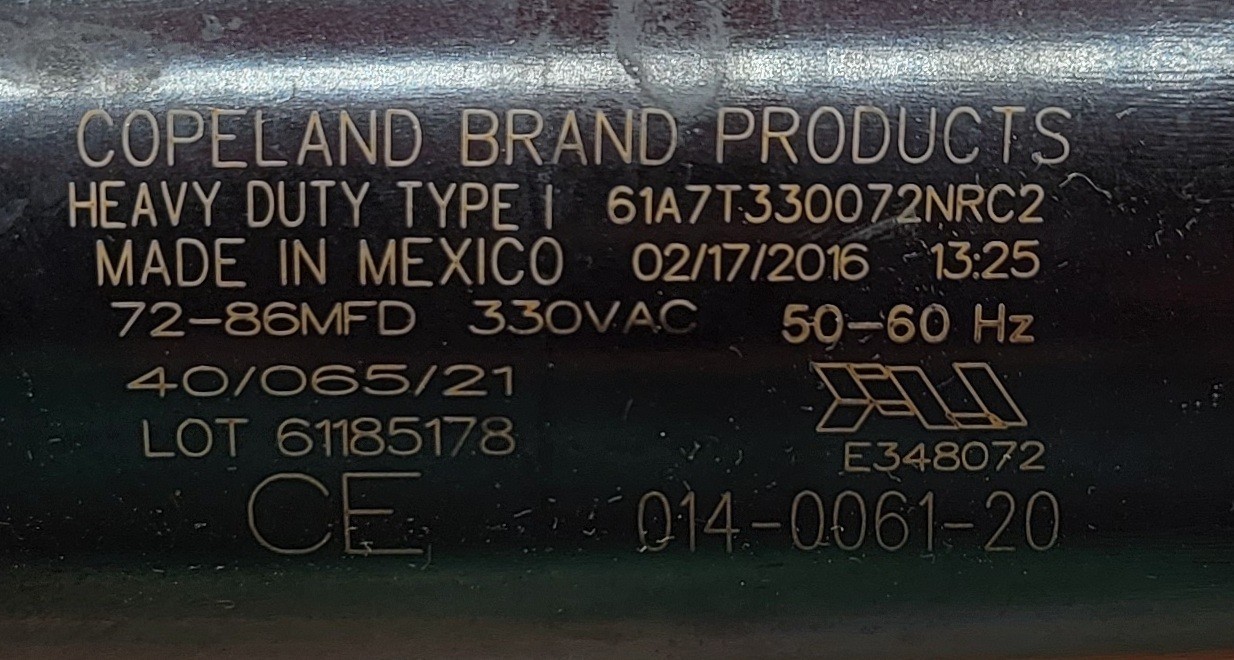 COPELAND BRAND PRODUCTS
HEAVY DUTY TYPE I 61A7T330072NRC2
MADE IN MEXICO 02/17/2016 13:25
72-86MFD 330VAC 50-60 Hz
40/065/21
LOT 61185178
E348072
CE 014-0061-20